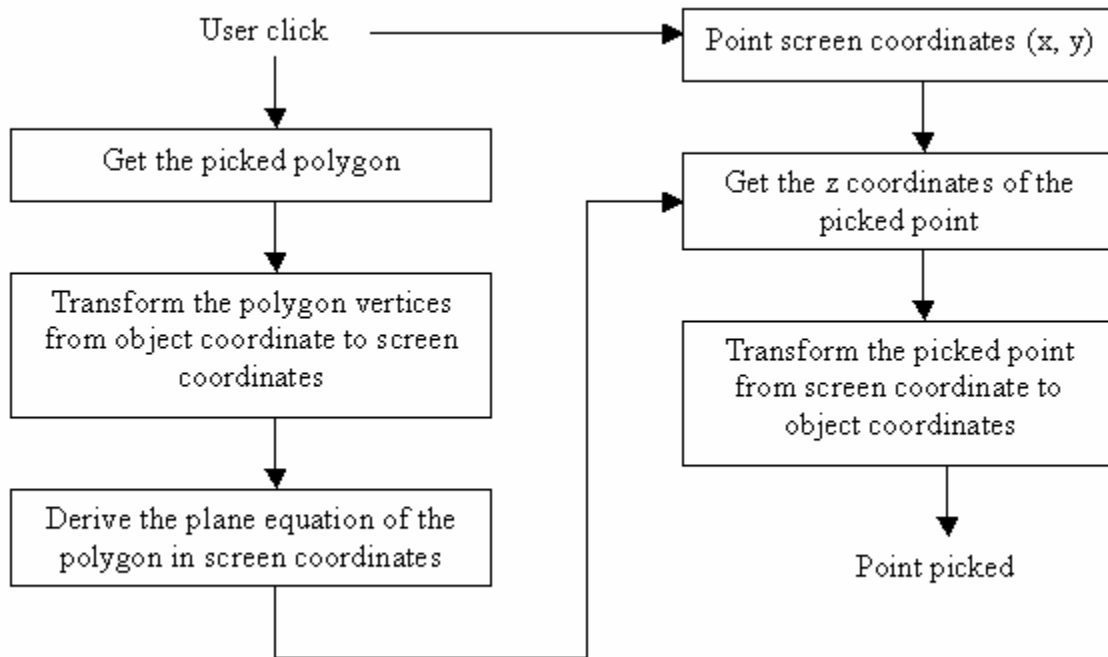 User click
Point screen coordinates (x, y)
Get the picked polygon
Get the z coordinates of the
picked point
Transform the polygon vertices
from object coordinate to screen
coordinates
Transform the picked point
from screen coordinate to
object coordinates
Derive the plane equation of the
polygon in screen coordinates
Point picked